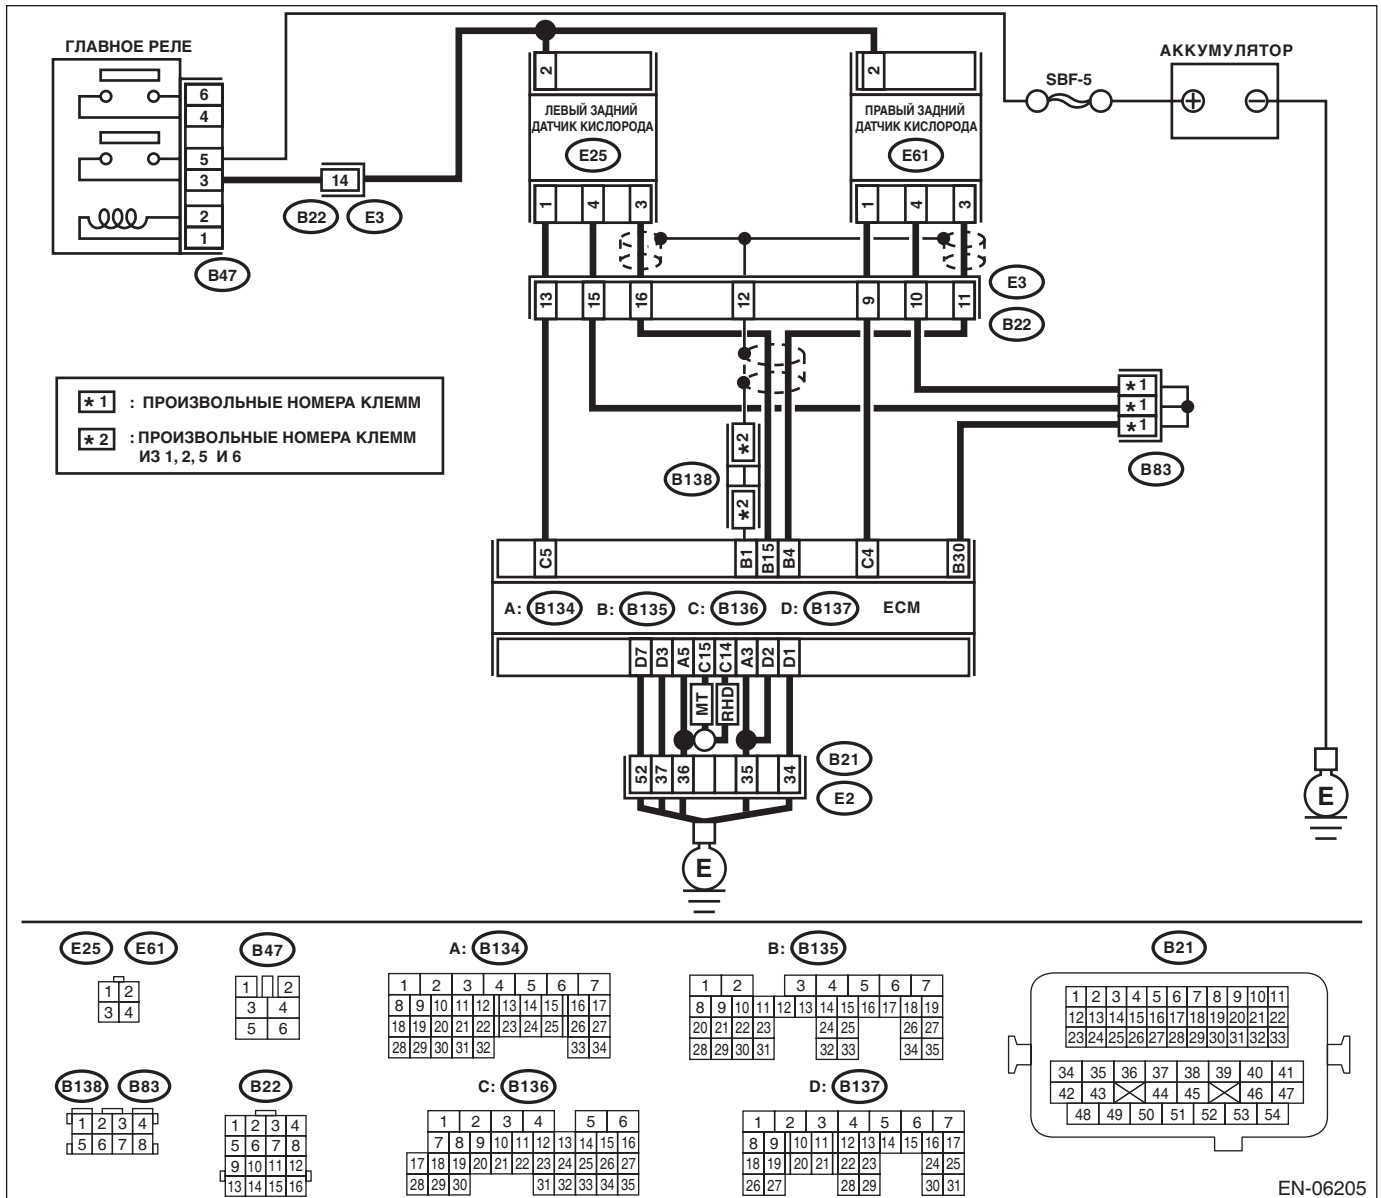 ГЛАВНОЕ РЕЛЕ
6
4
5
3
2
1
B47
14
B22 E3
2
ЛЕВЫЙ ЗАДНИЙ
ДАТЧИК КИСЛОРОДА
E25
1 4 3
2
ПРАВЫЙ ЗАДНИЙ
ДАТЧИК КИСЛОРОДА
E61
1 4 3
SBF-5
АККУМУЛЯТОР
+ −
13 15 16 12 9 10 11
E3
B22
* 1 : ПРОИЗВОЛЬНЫЕ НОМЕРА КЛЕММ
* 2 : ПРОИЗВОЛЬНЫЕ НОМЕРА КЛЕММ
ИЗ 1, 2, 5 И 6
*1
*1
*1
B83
*2
B138
*2
C5 B1 B15 B4 C4 B30
A: B134 B: B135 C: B136 D: B137 ECM
D7 D3 A5 C15 C14 A3 D2 D1
MT RHD
52 37 36 35 34
B21
E2
E
E
E25 E61
1 2
3 4
B47
1 2
3 4
5 6
A: B134
1 2 3 4 5 6 7
8 9 10 11 12 13 14 15 16 17
18 19 20 21 22 23 24 25 26 27
28 29 30 31 32 33 34
B: B135
1 2 3 4 5 6 7
8 9 10 11 12 13 14 15 16 17 18 19
20 21 22 23 24 25 26 27
28 29 30 31 32 33 34 35
B21
1 2 3 4 5 6 7 8 9 10 11
12 13 14 15 16 17 18 19 20 21 22
23 24 25 26 27 28 29 30 31 32 33
34 35 36 37 38 39 40 41
42 43 44 45 46 47
48 49 50 51 52 53 54
B138 B83
1 2 3 4
5 6 7 8
B22
1 2 3 4
5 6 7 8
9 10 11 12
13 14 15 16
C: B136
1 2 3 4 5 6
7 8 9 10 11 12 13 14 15 16
17 18 19 20 21 22 23 24 25 26 27
28 29 30 31 32 33 34 35
D: B137
1 2 3 4 5 6 7
8 9 10 11 12 13 14 15 16 17
18 19 20 21 22 23 24 25
26 27 28 29 30 31
EN-06205